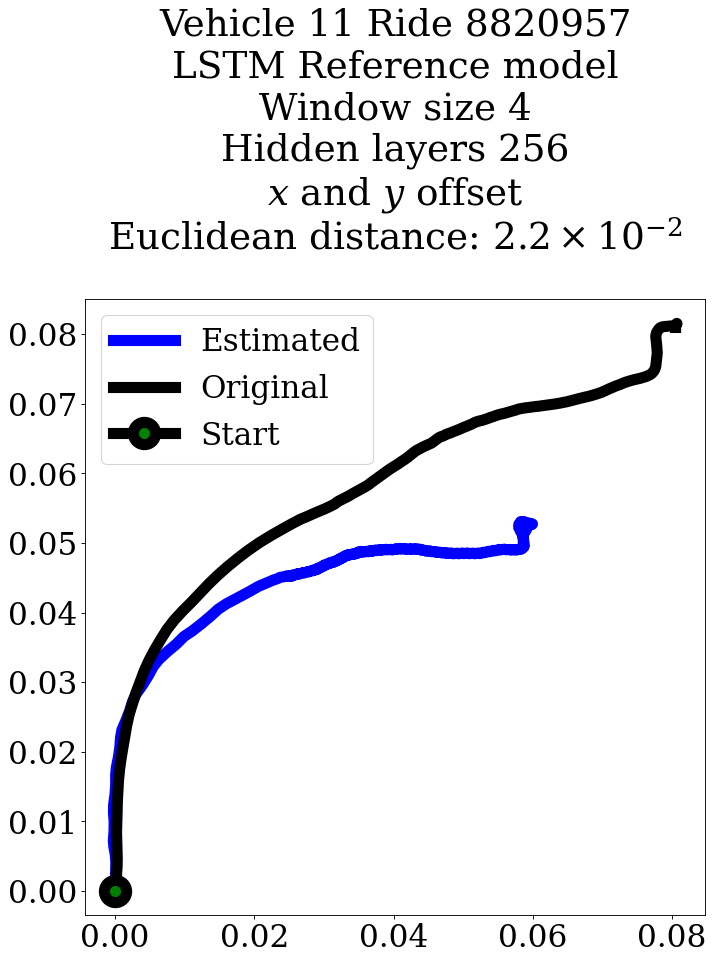 Vehicle 11 Ride 8820957
LSTM Reference model
Window size 4
Hidden layers 256
x and y offset
Euclidean distance: 2.2 × 10⁻²
Estimated
Original
Start
0.08
0.07
0.06
0.05
0.04
0.03
0.02
0.01
0.00
0.00 0.02 0.04 0.06 0.08